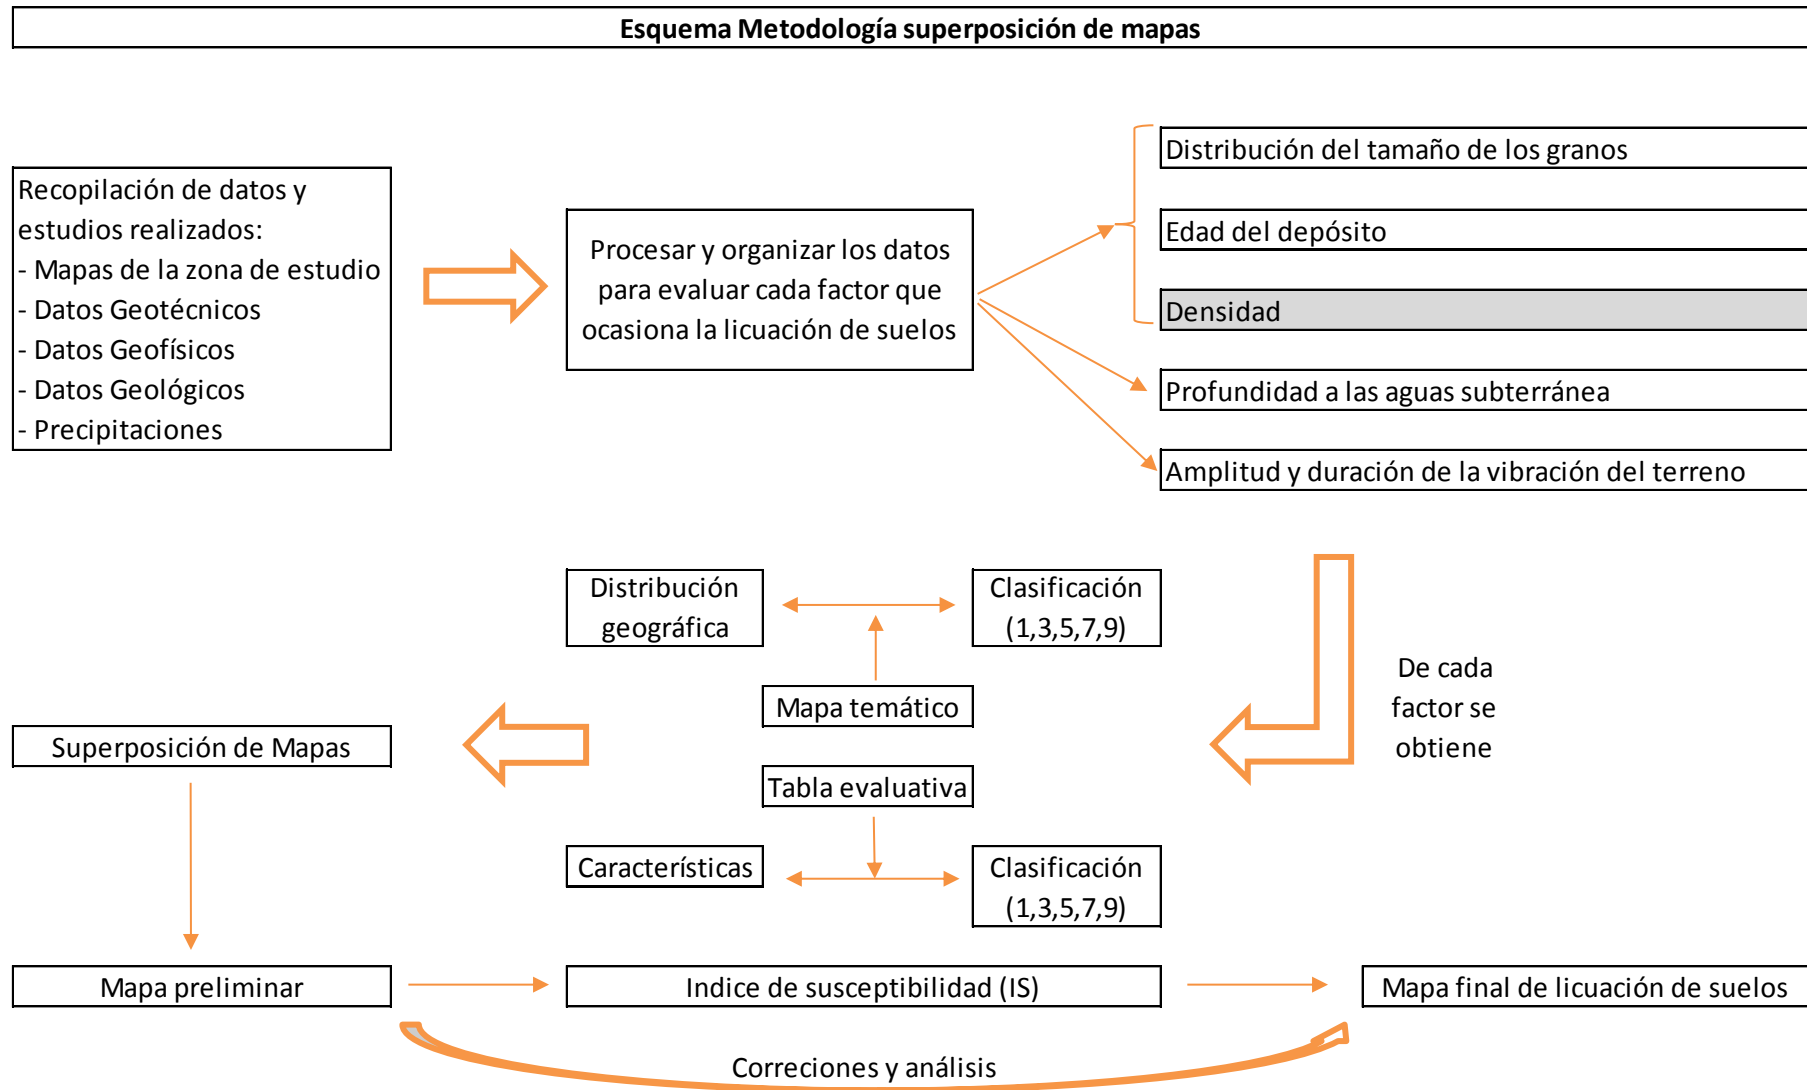 Esquema Metodología superposición de mapas
Recopilación de datos y
estudios realizados:
- Mapas de la zona de estudio
- Datos Geotécnicos
- Datos Geofísicos
- Datos Geológicos
- Precipitaciones
Procesar y organizar los datos
para evaluar cada factor que
ocasiona la licuación de suelos
Distribución del tamaño de los granos
Edad del depósito
Densidad
Profundidad a las aguas subterránea
Amplitud y duración de la vibración del terreno
De cada
factor se
obtiene
Distribución
geográfica
Clasificación
(1,3,5,7,9)
Mapa temático
Tabla evaluativa
Característícas
Clasificación
(1,3,5,7,9)
Superposición de Mapas
Mapa preliminar
Indice de susceptibilidad (IS)
Mapa final de licuación de suelos
Correciones y análisis